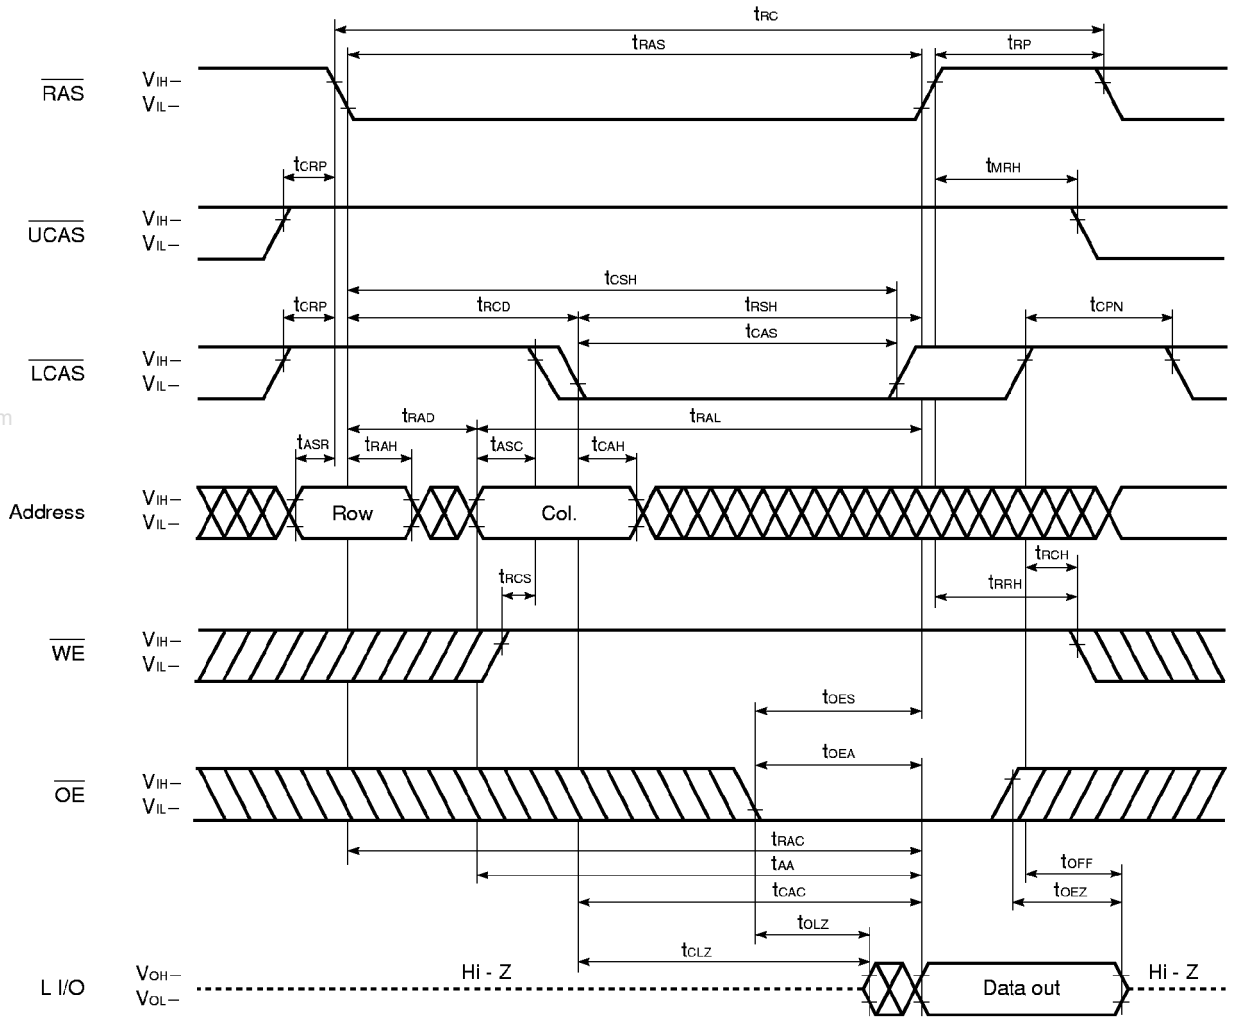 tRC
tRAS
tRP
RAS
VIH–
VIL–
tCRP
tMRH
UCAS
VIH–
VIL–
tCSH
tCRP
tRCD
tRSH
tCPN
tCAS
LCAS
VIH–
VIL–
m
tRAD
tRAL
tASR
tRAH
tASC
tCAH
Address
VIH–
VIL–
Row
Col.
tRCH
tRCS
tRRH
WE
VIH–
VIL–
tOES
tOEA
OE
VIH–
VIL–
tRAC
tAA
tOFF
tCAC
tOEZ
tOLZ
tCLZ
L I/O
VOH–
VOL–
Hi - Z
Data out
Hi - Z